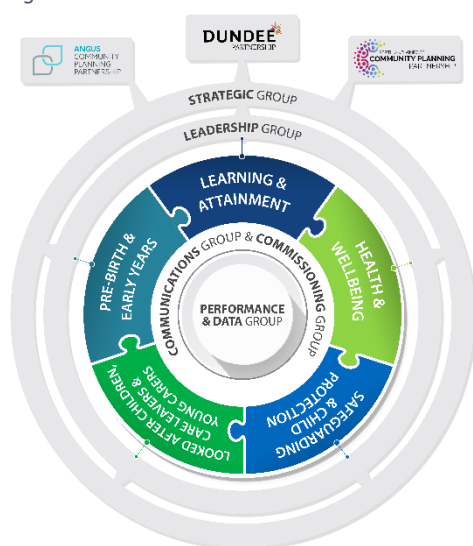 ANGUS
COMMUNITY
PLANNING
PARTNERSHIP
DUNDEE
PARTNERSHIP
COMMUNITY PLANNING
PARTNERSHIP
STRATEGIC GROUP
LEADERSHIP GROUP
LEARNING &
ATTAINMENT
PRE-BIRTH &
EARLY YEARS
HEALTH &
WELLBEING
COMMUNICATIONS GROUP & COMMISSIONING GROUP
PERFORMANCE
& DATA GROUP
LOOKED AFTER CHILDREN,
CARE LEAVERS &
YOUNG CARERS
SAFEGUARDING
& CHILD
PROTECTION